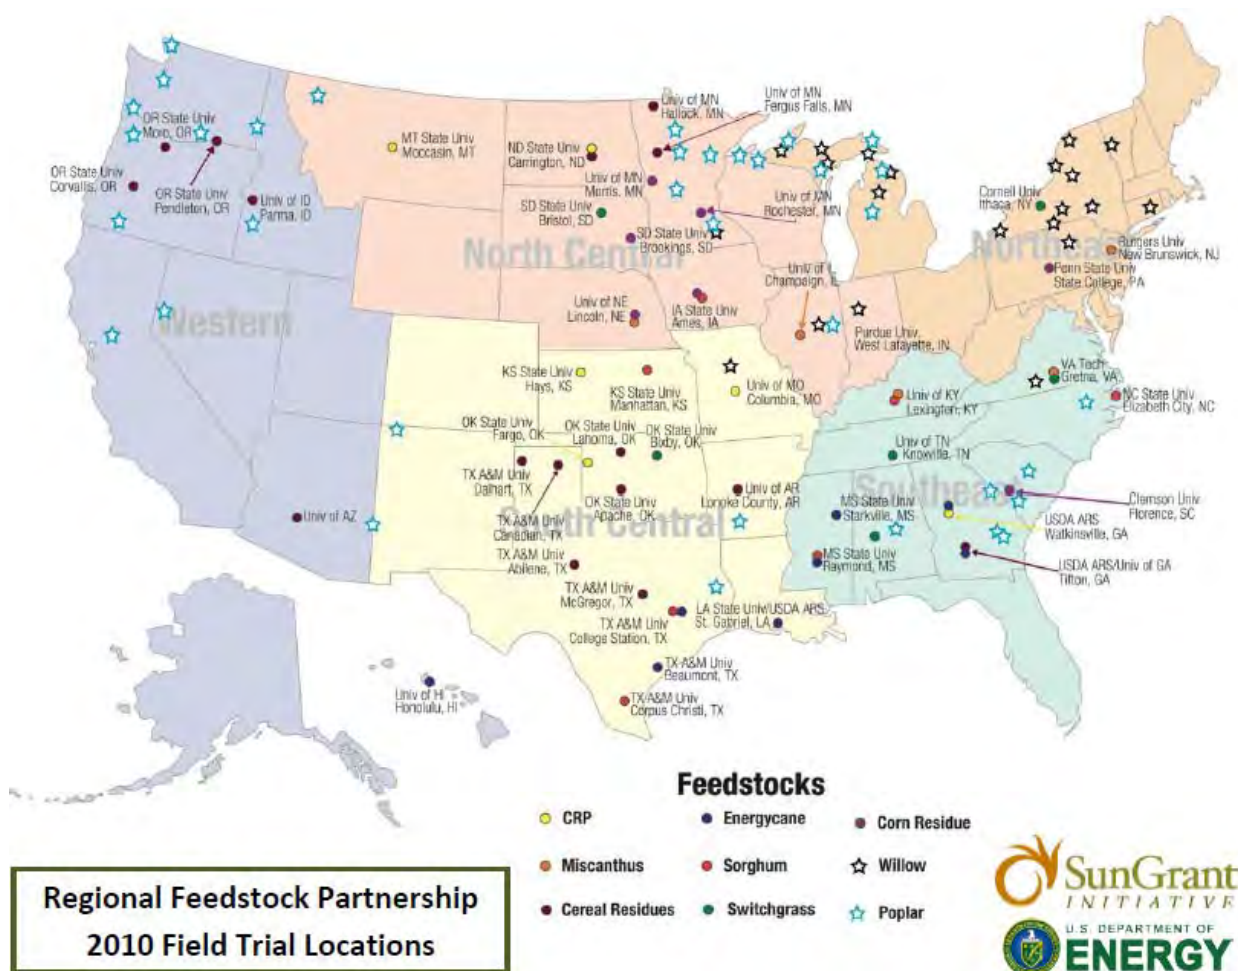 OR State Univ
Moro, OR
OR State Univ
Corvallis, OR
OR State Univ
Pendleton, OR
Univ of ID
Parma, ID
MT State Univ
Moccasin, MT
ND State Univ
Carrington, ND
Univ of MN
Hallock, MN
Univ of MN
Fergus Falls, MN
Univ of MN
Morris, MN
Univ of MN
Rochester, MN
SD State Univ
Bristol, SD
SD State Univ
Brookings, SD
North Central
Cornell Univ
Ithaca, NY
Northeast
Rutgers Univ
New Brunswick, NJ
Penn State Univ
State College, PA
Univ of IL
Champaign, IL
Univ of NE
Lincoln, NE
IA State Univ
Ames, IA
Western
Purdue Univ.
West Lafayette, IN
KS State Univ
Hays, KS
KS State Univ
Manhattan, KS
Univ of MO
Columbia, MO
VA Tech
Gretna, VA
Univ of KY
Lexington, KY
NC State Univ
Elizabeth City, NC
OK State Univ
Fargo, OK
OK State Univ
Lahoma, OK
OK State Univ
Bixby, OK
Univ of TN
Knoxville, TN
TX A&M Univ
Dalhart, TX
TX A&M Univ
Canadian, TX
OK State Univ
Apache, OK
Univ of AR
Lonoke County, AR
South Central
Southeast
MS State Univ
Starkville, MS
Clemson Univ.
Florence, SC
Univ of AZ
USDA ARS
Watkinsville, GA
TX A&M Univ
Abilene, TX
MS State Univ
Raymond, MS
USDA ARS/Univ of GA
Tifton, GA
TX A&M Univ
McGregor, TX
TX A&M Univ
College Station, TX
LA State Univ/USDA ARS
St. Gabriel, LA
TX A&M Univ
Beaumont, TX
Univ of HI
Honolulu, HI
TX A&M Univ
Corpus Christi, TX
Feedstocks
CRP
Energycane
Corn Residue
Miscanthus
Sorghum
Willow
Cereal Residues
Switchgrass
Poplar
Regional Feedstock Partnership
2010 Field Trial Locations
SunGrant
INITIATIVE
U.S. DEPARTMENT OF
ENERGY